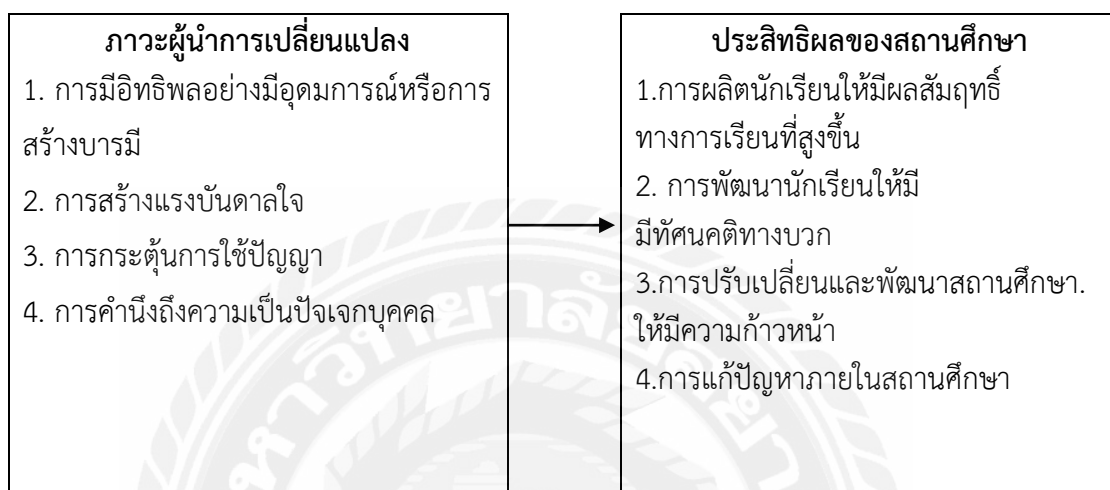 ภาวะผู้นำการเปลี่ยนแปลง
1. การมีอิทธิพลอย่างมีอุดมการณ์หรือการ
สร้างบารมี
2. การสร้างแรงบันดาลใจ
3. การกระตุ้นการใช้ปัญญา
4. การคำนึงถึงความเป็นปัจเจกบุคคล
ประสิทธิผลของสถานศึกษา
1.การผลิตนักเรียนให้มีผลสัมฤทธิ์
ทางการเรียนที่สูงขึ้น
2. การพัฒนานักเรียนให้มี
มีทัศนคติทางบวก
3.การปรับเปลี่ยนและพัฒนาสถานศึกษา.
ให้มีความก้าวหน้า
4.การแก้ปัญหาภายในสถานศึกษา